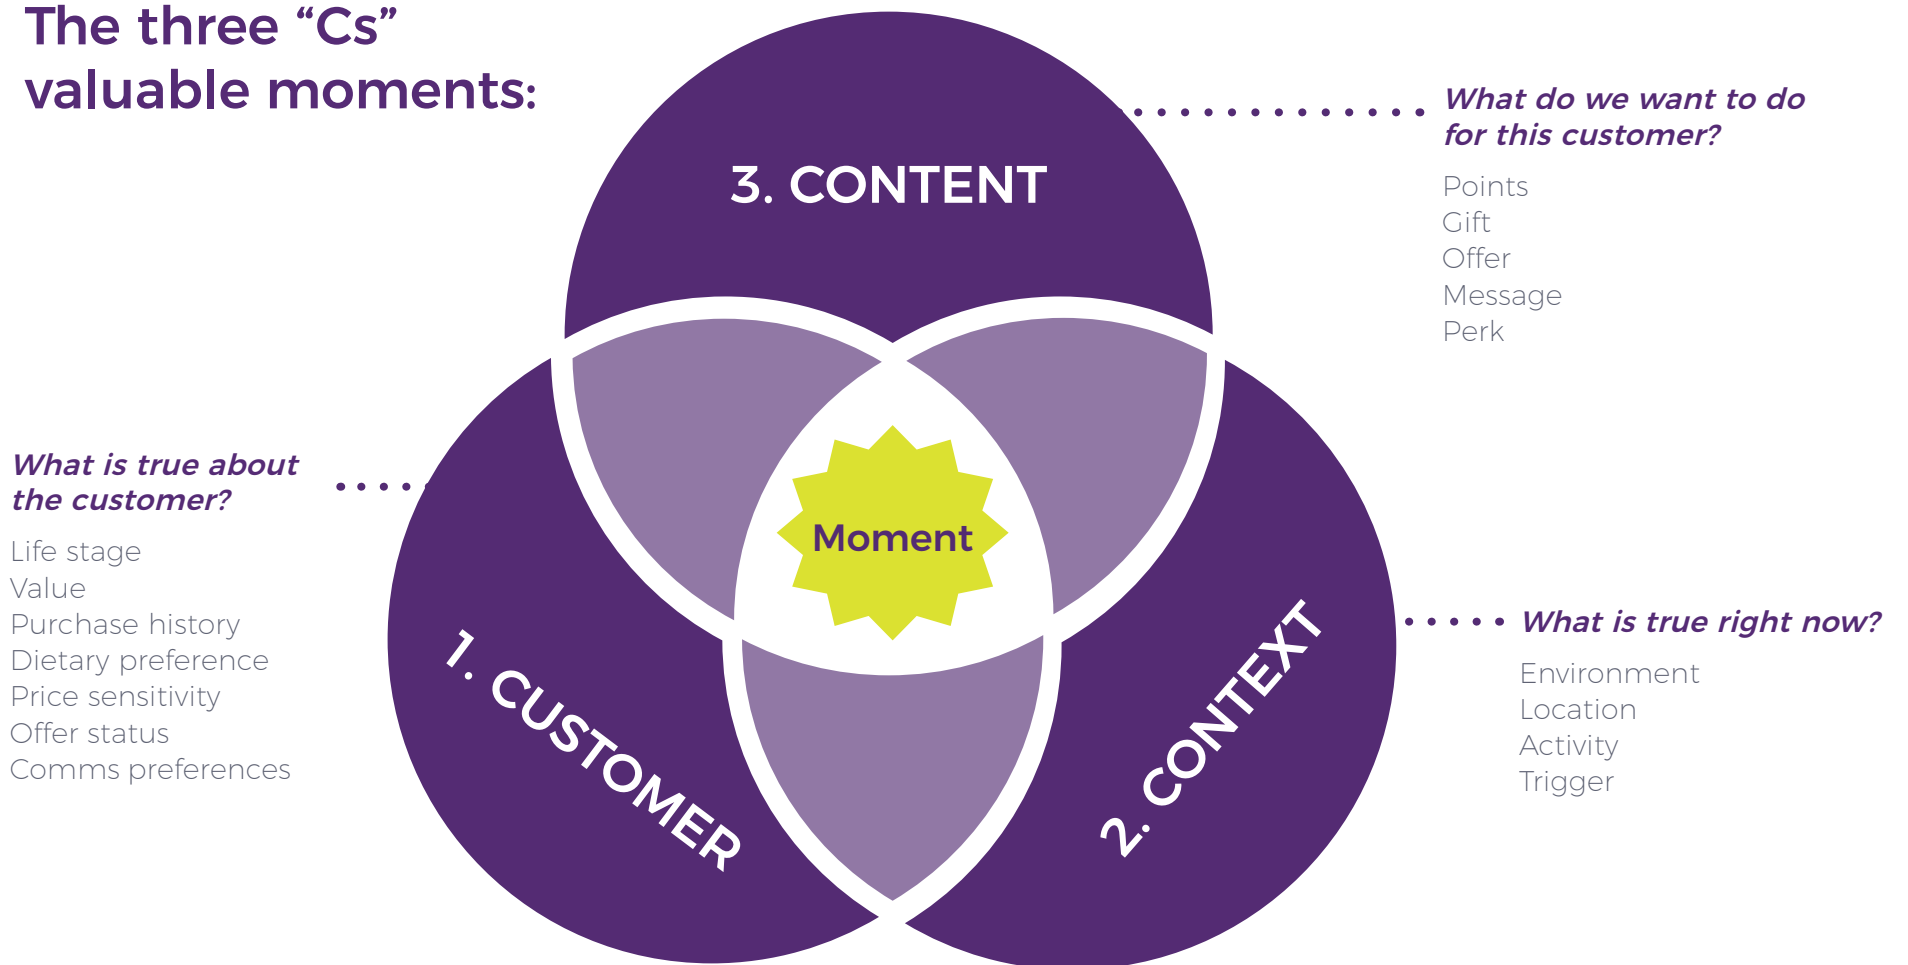 The three “Cs”
valuable moments:
3. CONTENT
What do we want to do
for this customer?
Points
Gift
Offer
Message
Perk
What is true about
the customer?
Life stage
Value
Purchase history
Dietary preference
Price sensitivity
Offer status
Comms preferences
1. CUSTOMER
Moment
2. CONTEXT
What is true right now?
Environment
Location
Activity
Trigger